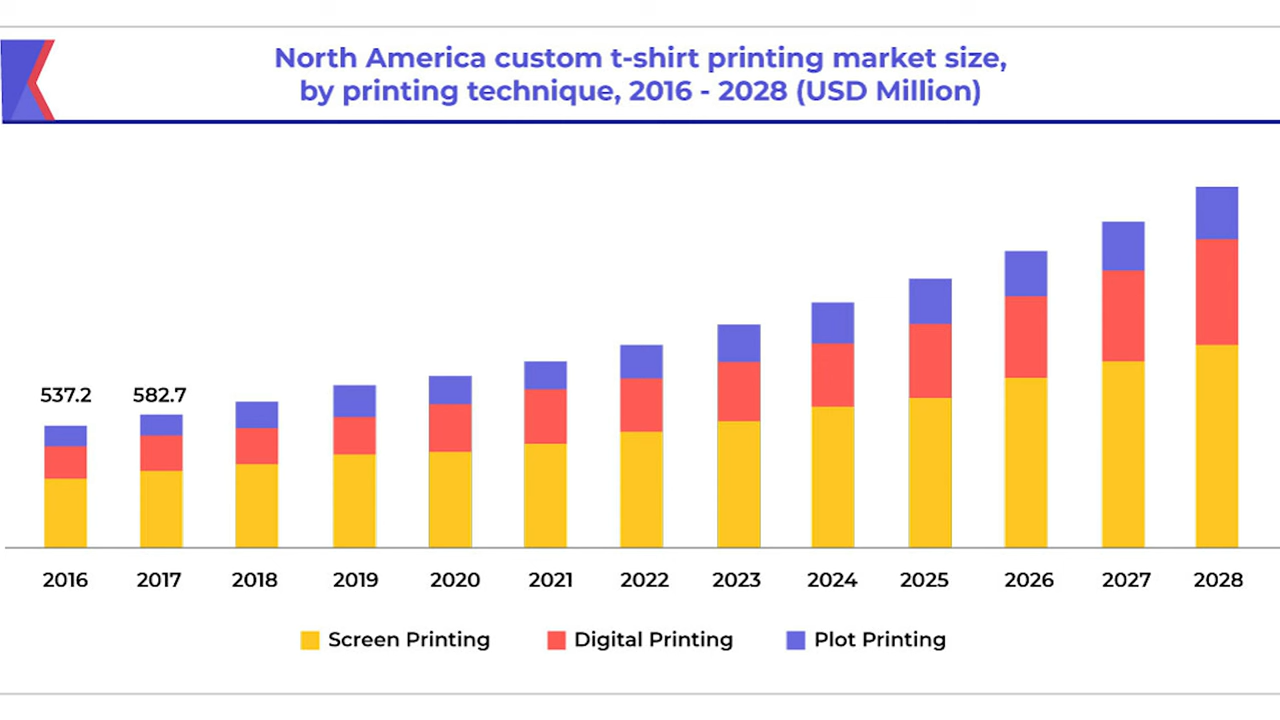 North America custom t-shirt printing market size,
by printing technique, 2016 - 2028 (USD Million)
537.2 582.7
2016 2017 2018 2019 2020 2021 2022 2023 2024 2025 2026 2027 2028
Screen Printing Digital Printing Plot Printing